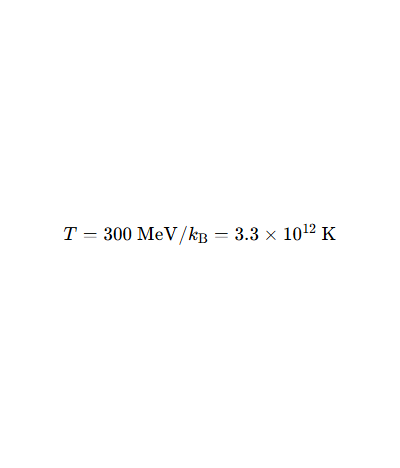 T = 300 MeV/k_B = 3.3 × 10^12 K